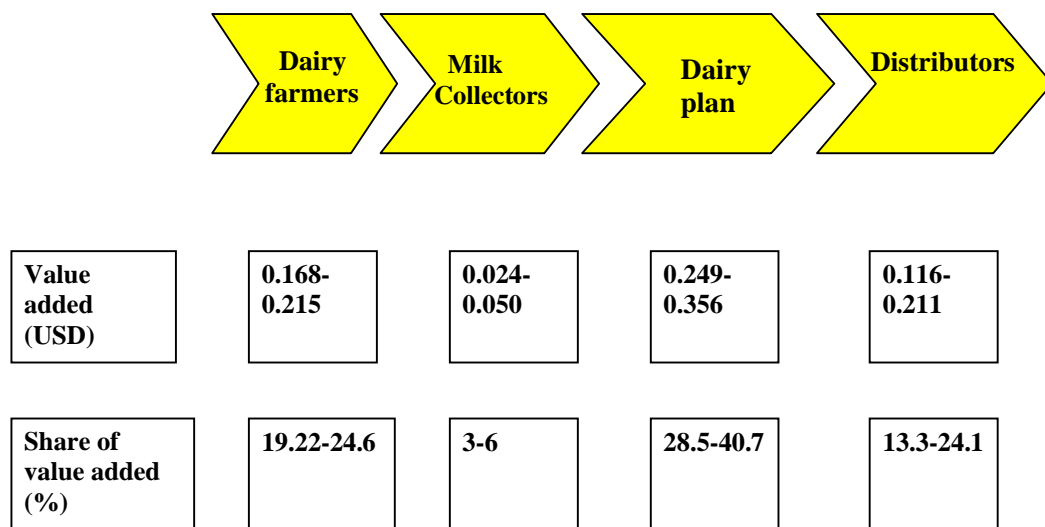 Dairy
farmers
Milk
Collectors
Dairy
plan
Distributors
Value
added
(USD)
0.168-
0.215
0.024-
0.050
0.249-
0.356
0.116-
0.211
Share of
value added
(%)
19.22-24.6
3-6
28.5-40.7
13.3-24.1